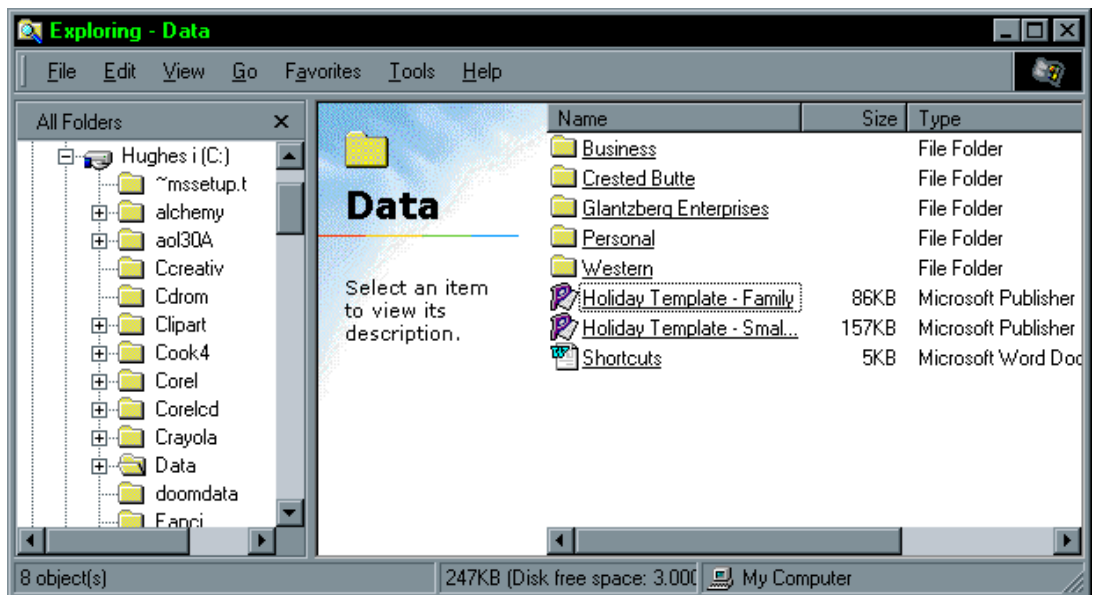 Exploring - Data
File Edit View Go Favorites Tools Help
All Folders
Hughes i (C:)
~mssetup.t
alchemy
aol30A
Ccreativ
Cdrom
Clipart
Cook4
Corel
Corelcd
Crayola
Data
doomdata
Fanci
Data
Select an item
to view its
description.
Name Size Type
Business File Folder
Crested Butte File Folder
Glantzberg Enterprises File Folder
Personal File Folder
Western File Folder
Holiday Template - Family 86KB Microsoft Publisher
Holiday Template - Smal... 157KB Microsoft Publisher
Shortcuts 5KB Microsoft Word Doc
8 object(s) 247KB (Disk free space: 3.00( My Computer